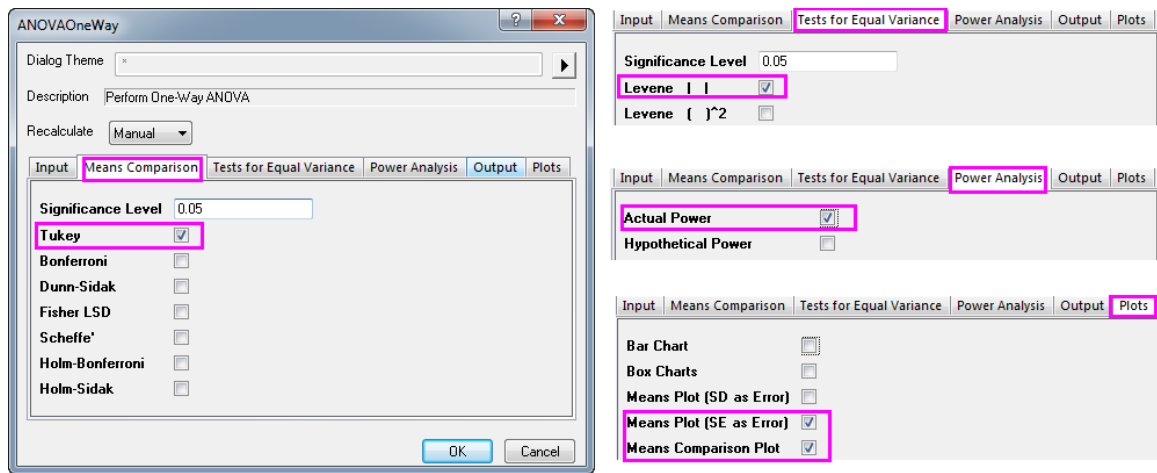 ANOVAOneWay
Dialog Theme *
Description Perform One-Way ANOVA
Recalculate Manual
Input Means Comparison Tests for Equal Variance Power Analysis Output Plots
Significance Level 0.05
Tukey
Bonferroni
Dunn-Sidak
Fisher LSD
Scheffe'
Holm-Bonferroni
Holm-Sidak
OK Cancel
Input Means Comparison Tests for Equal Variance Power Analysis Output Plots
Significance Level 0.05
Levene | |
Levene ( )^2
Input Means Comparison Tests for Equal Variance Power Analysis Output Plots
Actual Power
Hypothetical Power
Input Means Comparison Tests for Equal Variance Power Analysis Output Plots
Bar Chart
Box Charts
Means Plot (SD as Error)
Means Plot (SE as Error)
Means Comparison Plot